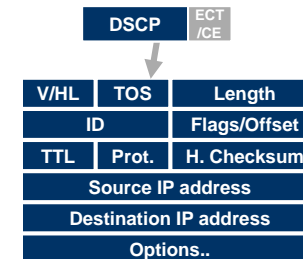 DSCP ECT
/CE
V/HL TOS Length
ID Flags/Offset
TTL Prot. H. Checksum
Source IP address
Destination IP address
Options..